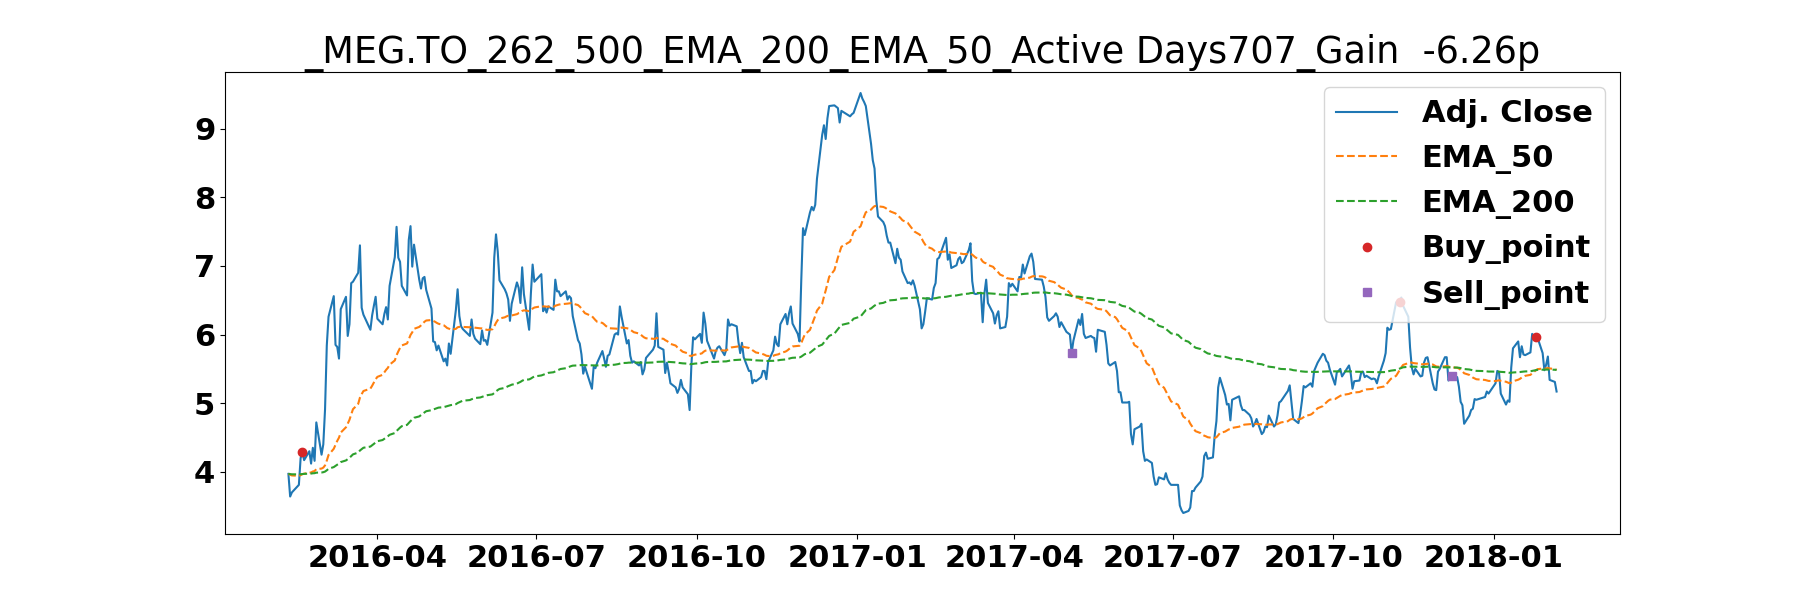 _MEG.TO_262_500_EMA_200_EMA_50_Active Days707_Gain  -6.26p
9
8
7
6
5
4
Adj. Close
EMA_50
EMA_200
Buy_point
Sell_point
2016-04 2016-07 2016-10 2017-01 2017-04 2017-07 2017-10 2018-01